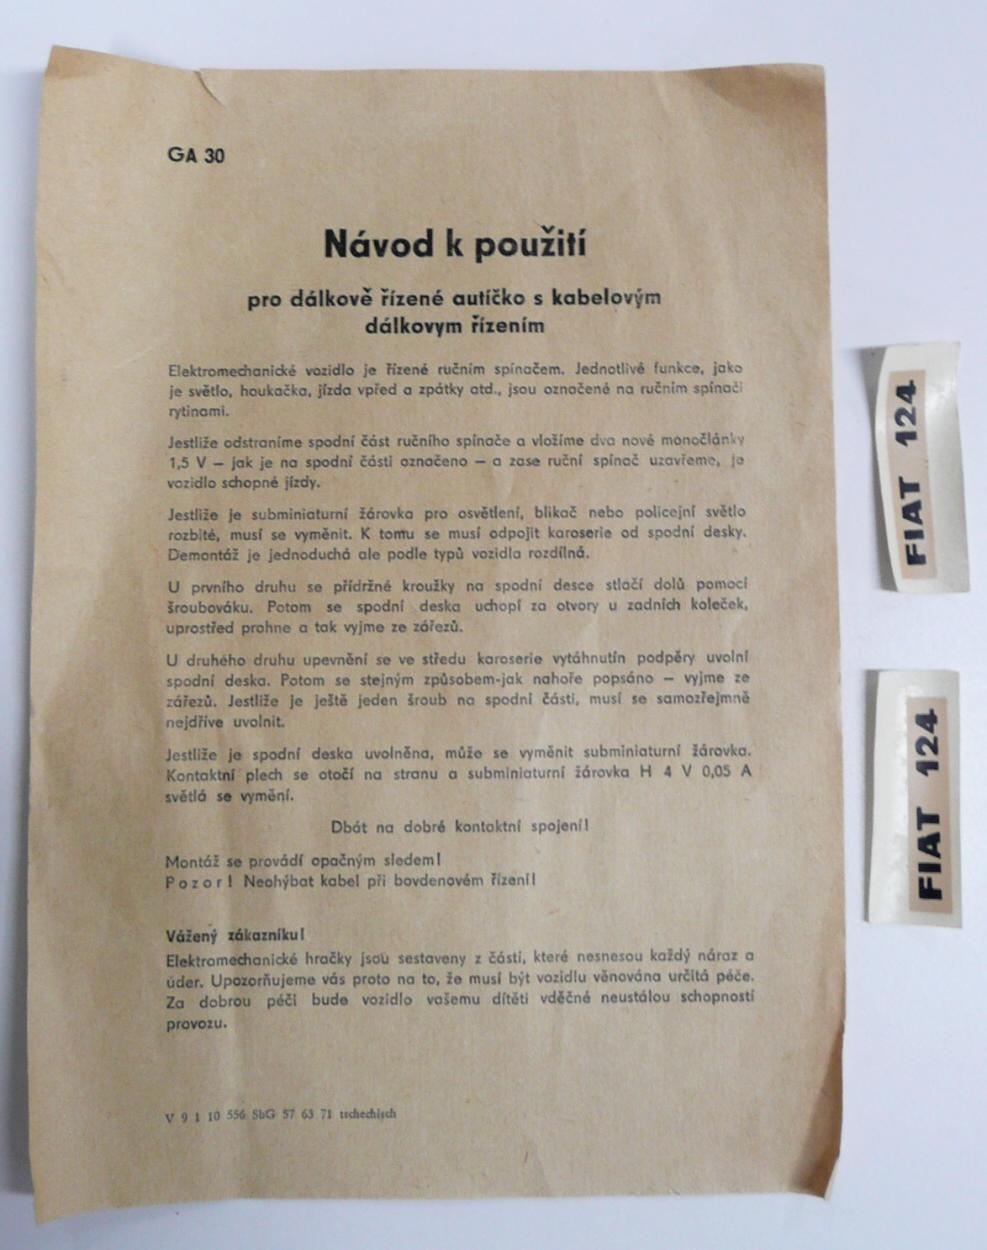 GA 30
Návod k použití
pro dálkově řízené autíčko s kabelovým
dálkovym řízením
Elektromechanické vozidlo je řízené ručním spínačem. Jednotlivé funkce, jako
je světlo, houkačka, jízda vpřed a zpátky atd., jsou označené na ručním spínači
rytinami.
Jestliže odstraníme spodní část ručního spínače a vložíme dva nové monočlánky
1,5 V – jak je na spodní části označeno – a zase ruční spínač uzavřeme, je
vozidlo schopné jízdy.
Jestliže je subminiaturní žárovka pro osvětlení, blikač nebo policejní světlo
rozbité, musí se vyměnit. K tomu se musí odpojit karoserie od spodní desky.
Demontáž je jednoduchá ale podle typů vozidla rozdílná.
U prvního druhu se přídržné kroužky na spodní desce stlačí dolů pomocí
šroubováku. Potom se spodní deska uchopí za otvory u zadních koleček,
uprostřed prohne a tak vyjme ze zářezů.
U druhého druhu upevnění se ve středu karoserie vytáhnutín podpěry uvolní
spodní deska. Potom se stejným způsobem-jak nahoře popsáno – vyjme ze
zářezů. Jestliže je ještě jeden šroub na spodní části, musí se samozřejmně
nejdříve uvolnit.
Jestliže je spodní deska uvolněna, může se vyměnit subminiaturní žárovka.
Kontaktní plech se otočí na stranu a subminiaturní žárovka H 4 V 0,05 A
světlá se vymění.
Dbát na dobré kontaktní spojení!
Montáž se provádí opačným sledem!
Pozor! Neohýbat kabel při bovdenovém řízení!
Vážený zákazníku!
Elektromechanické hračky jsou sestaveny z části, které nesnesou každý náraz a
úder. Upozorňujeme vás proto na to, že musí být vozidlu věnována určitá péče.
Za dobrou péči bude vozidlo vašemu dítěti vděčné neustálou schopností
provozu.
V 9 1 10 556 SbG 57 63 71 tschechisch
FIAT 124
FIAT 124